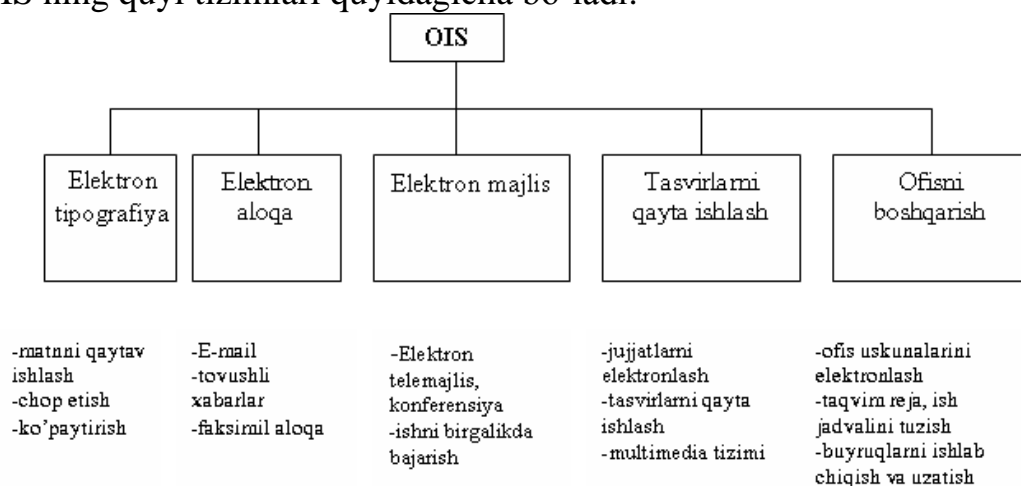 IS ning quyi tizimlari quyidagicha bo'ladi:
OIS
Elektron
tipografiya
Elektron
aloqa
Elektron majlis
Tasvirlarni
qayta ishlash
Ofisni
boshqarish
-matnni qaytav
ishlash
-chop etish
-ko'paytirish
-E-mail
-tovushli
xabarlar
-faksimil aloqa
-Elektron
telemajlis,
konferensiya
-ishni birgalikda
bajarish
-jujjatlarni
elektronlash
-tasvirlarni qayta
ishlash
-multimedia tizimi
-ofis uskunalarini
elektronlash
-taqvim reja, ish
jadvalini tuzish
-buyruqlarni ishlab
chiqish va uzatish